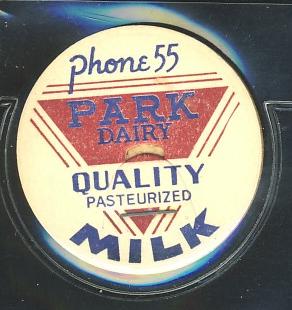 phone 55
PARK
DAIRY
QUALITY
PASTEURIZED
MILK